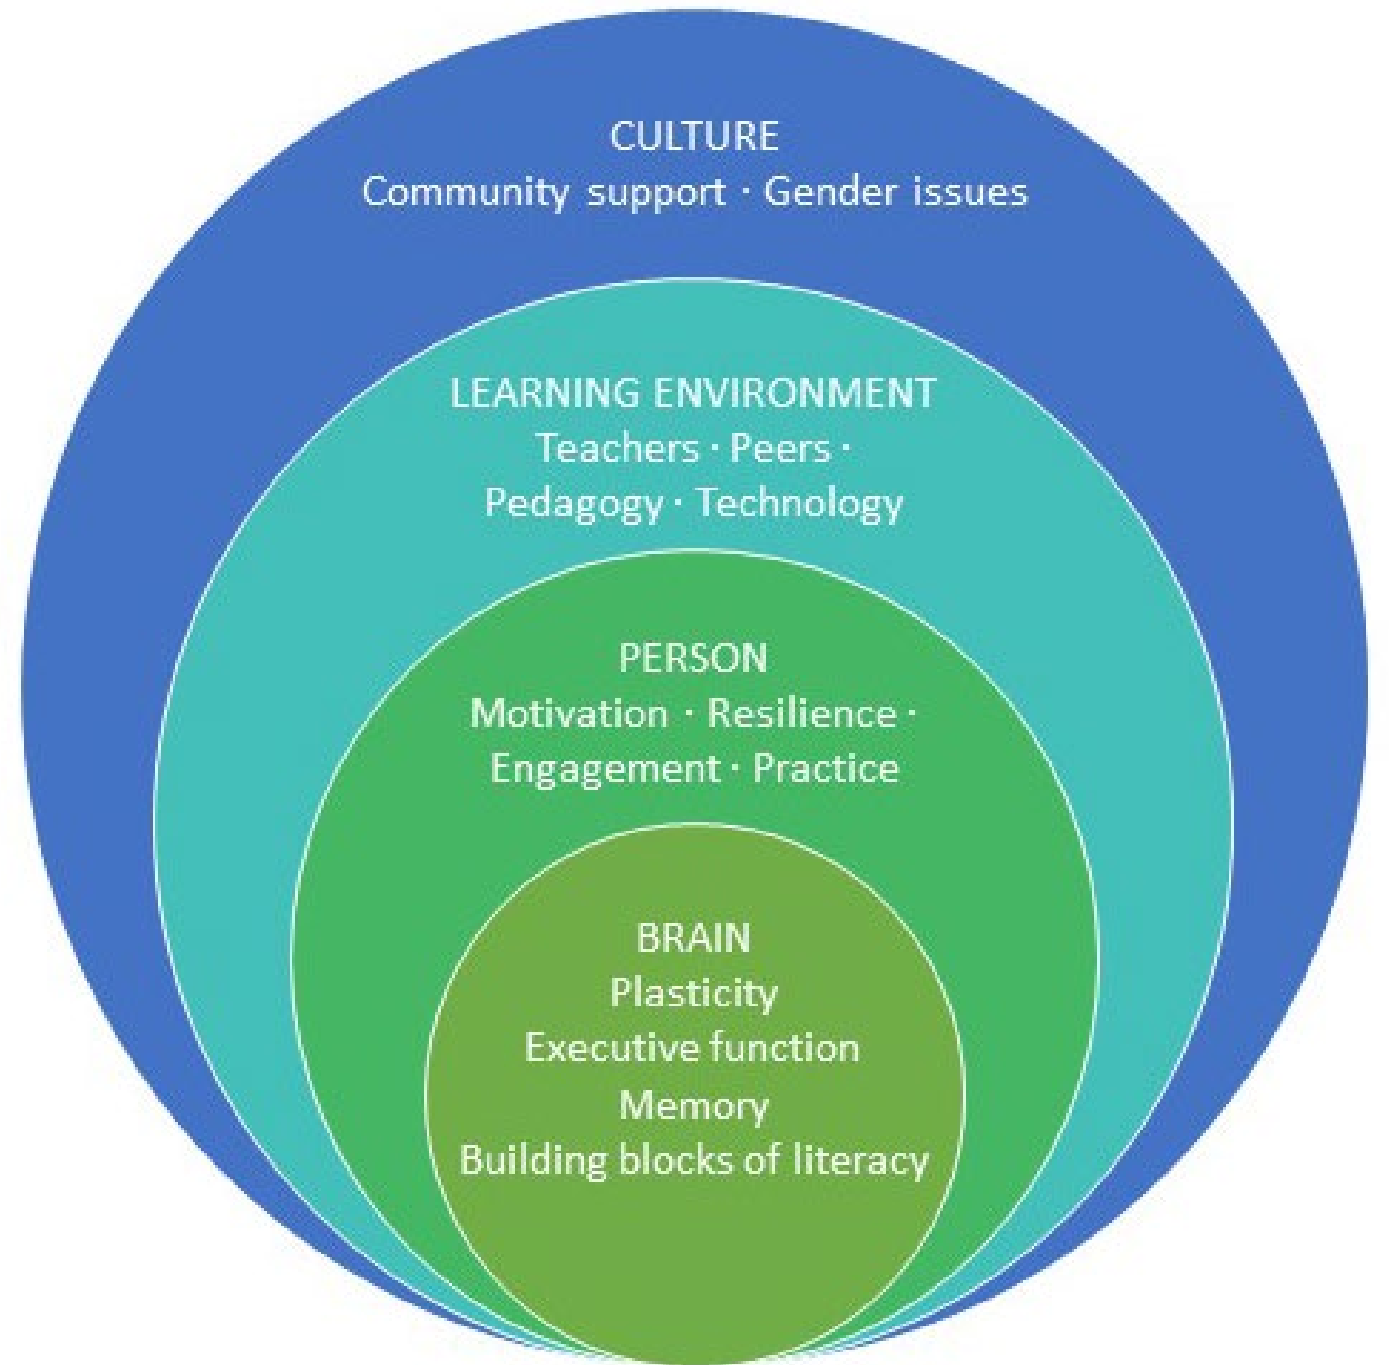 CULTURE
Community support · Gender issues
LEARNING ENVIRONMENT
Teachers · Peers ·
Pedagogy · Technology
PERSON
Motivation · Resilience ·
Engagement · Practice
BRAIN
Plasticity
Executive function
Memory
Building blocks of literacy